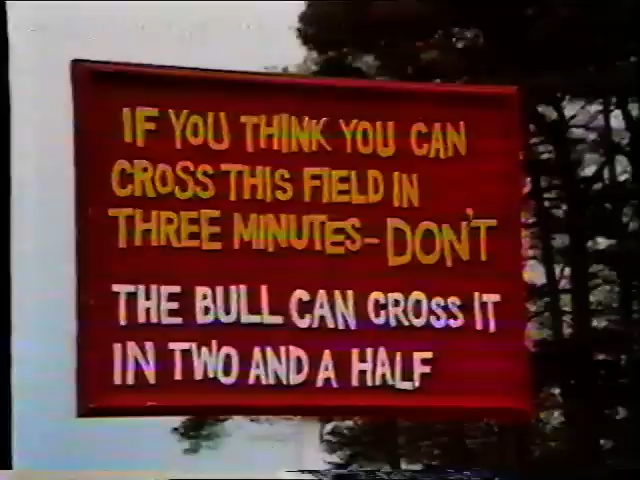 IF YOU THINK YOU CAN
CROSS THIS FIELD IN
THREE MINUTES- DON'T
THE BULL CAN CROSS IT
IN TWO AND A HALF